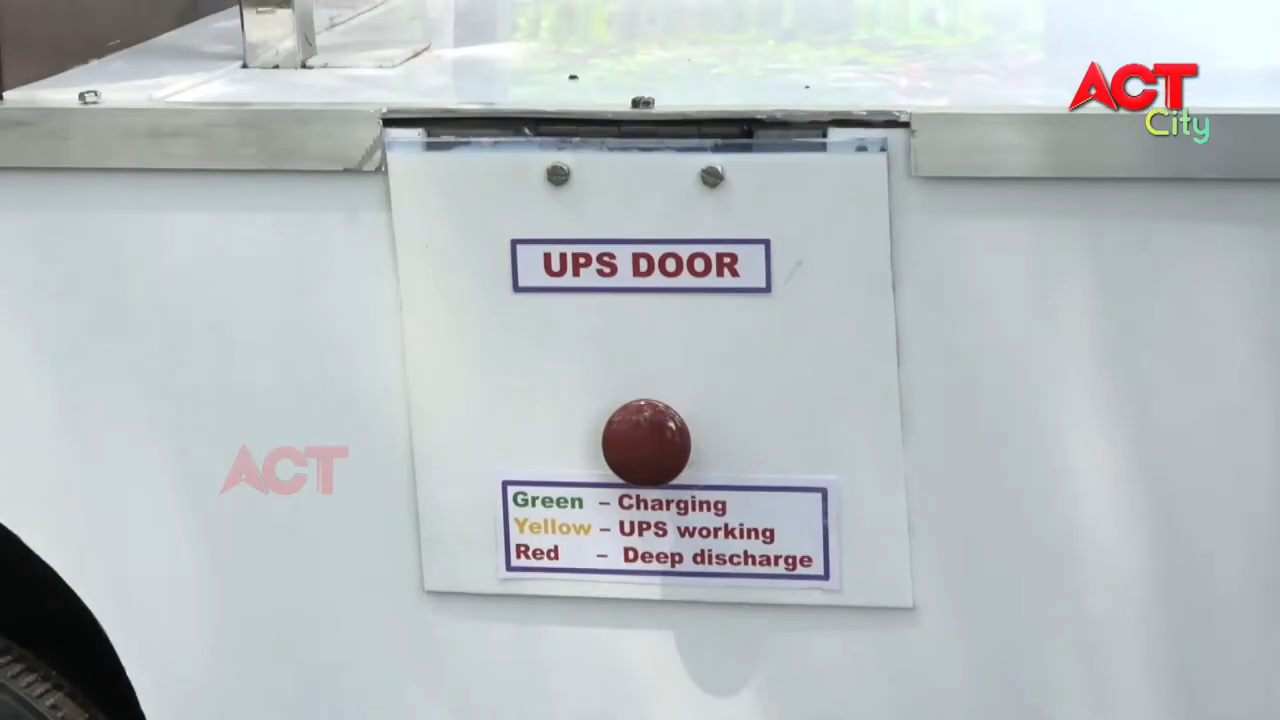 ACT
City
UPS DOOR
ACT
Green – Charging
Yellow – UPS working
Red – Deep discharge